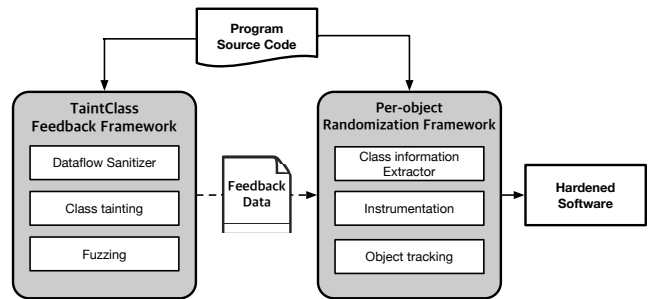 Program
Source Code
TaintClass
Feedback Framework
Dataflow Sanitizer
Class tainting
Fuzzing
Feedback
Data
Per-object
Randomization Framework
Class information
Extractor
Instrumentation
Object tracking
Hardened
Software